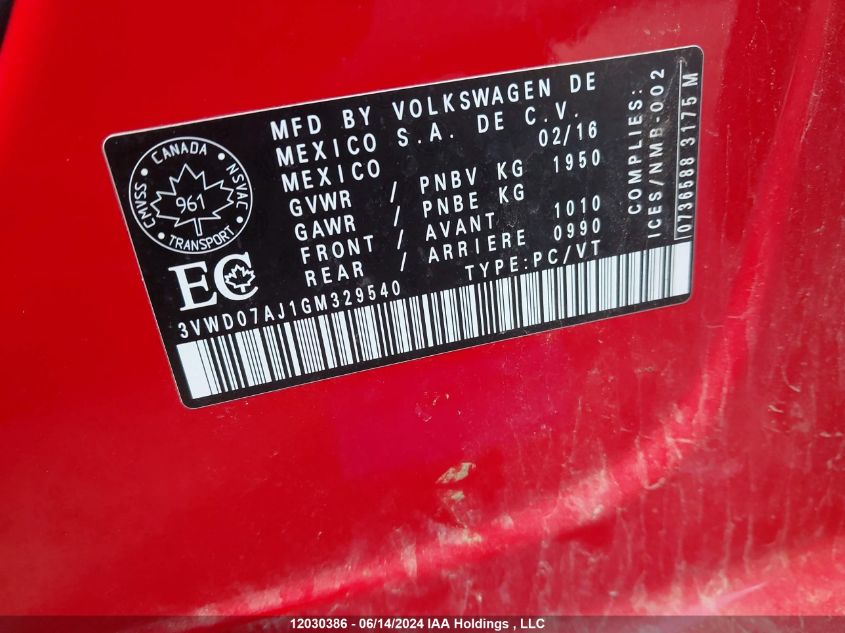 MFD BY VOLKSWAGEN DE
MEXICO S.A. DE C.V.
MEXICO 02/16
GVWR / PNBV KG 1950
GAWR / PNBE KG
FRONT / AVANT 1010
REAR / ARRIERE 0990
TYPE:PC/VT
CANADA
CMVSS NSVAC
961
TRANSPORT
EC
3VWD07AJ1GM329540
COMPLIES:
ICES/NMB-002
0736588 3175 M
12030386 - 06/14/2024 IAA Holdings , LLC